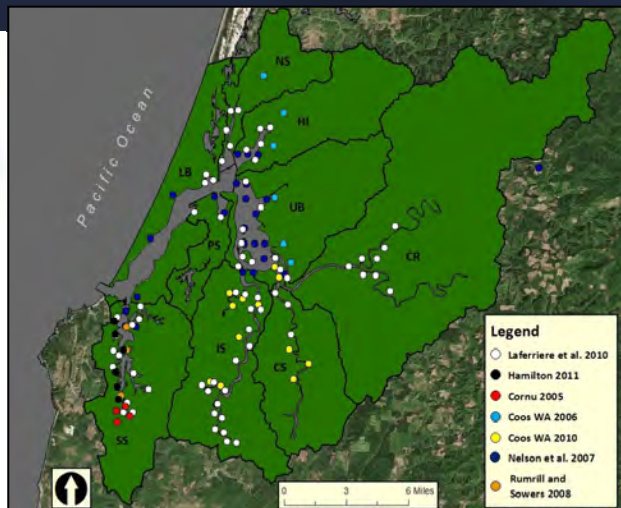 NS
HI
LB
UB
Pacific Ocean
PS
CR
IS
CS
SS
Legend
Laferriere et al. 2010
Hamilton 2011
Cornu 2005
Coos WA 2006
Coos WA 2010
Nelson et al. 2007
Rumrill and
Sowers 2008
0 3 6 Miles